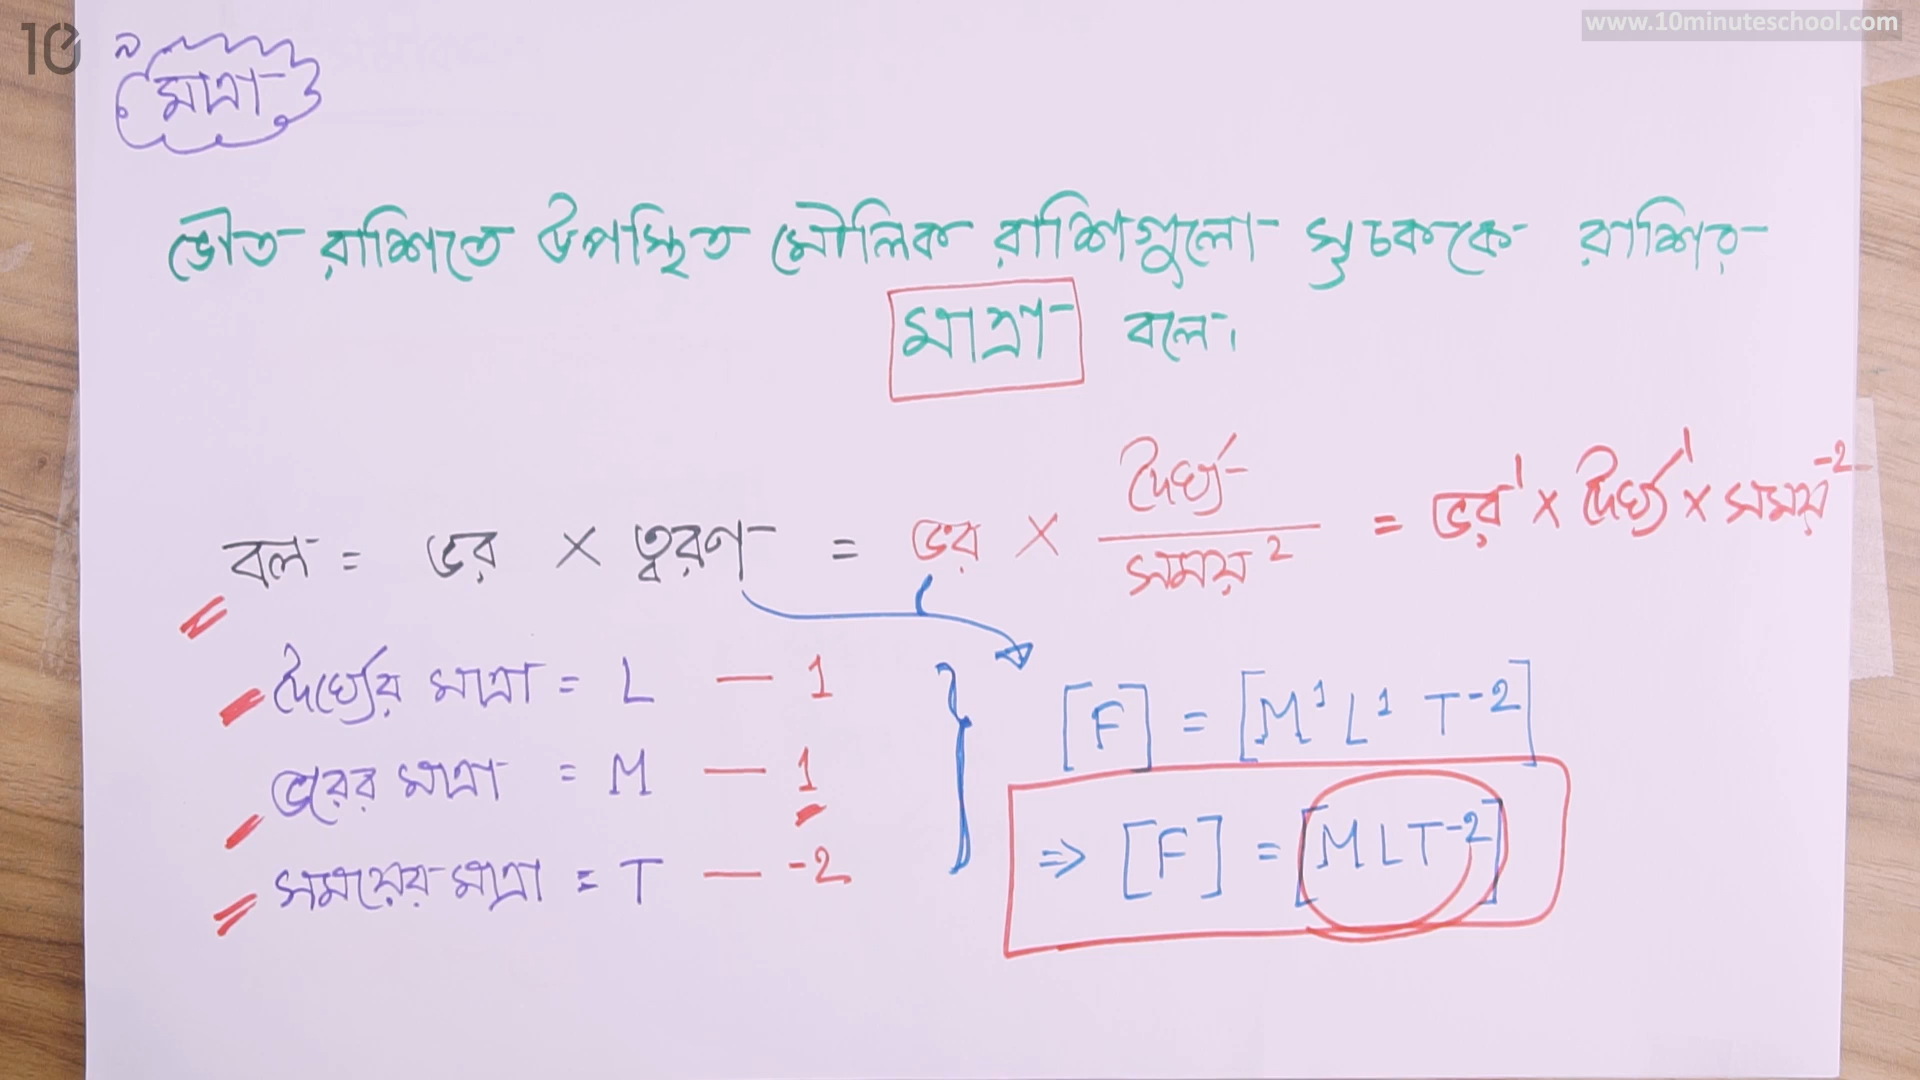 10
www.10minuteschool.com
মাত্রা
ভৌত রাশিতে উপস্থিত মৌলিক রাশিগুলো সূচককে রাশির
মাত্রা বলে।
বল = ভর × ত্বরণ = ভর × দৈর্ঘ্য / সময়² = ভর¹ × দৈর্ঘ্য¹ × সময়⁻²
দৈর্ঘ্যের মাত্রা = L — 1
ভরের মাত্রা = M — 1
সময়ের মাত্রা = T — -2
[F] = [M¹ L¹ T⁻²]
⇒ [F] = [M L T⁻²]